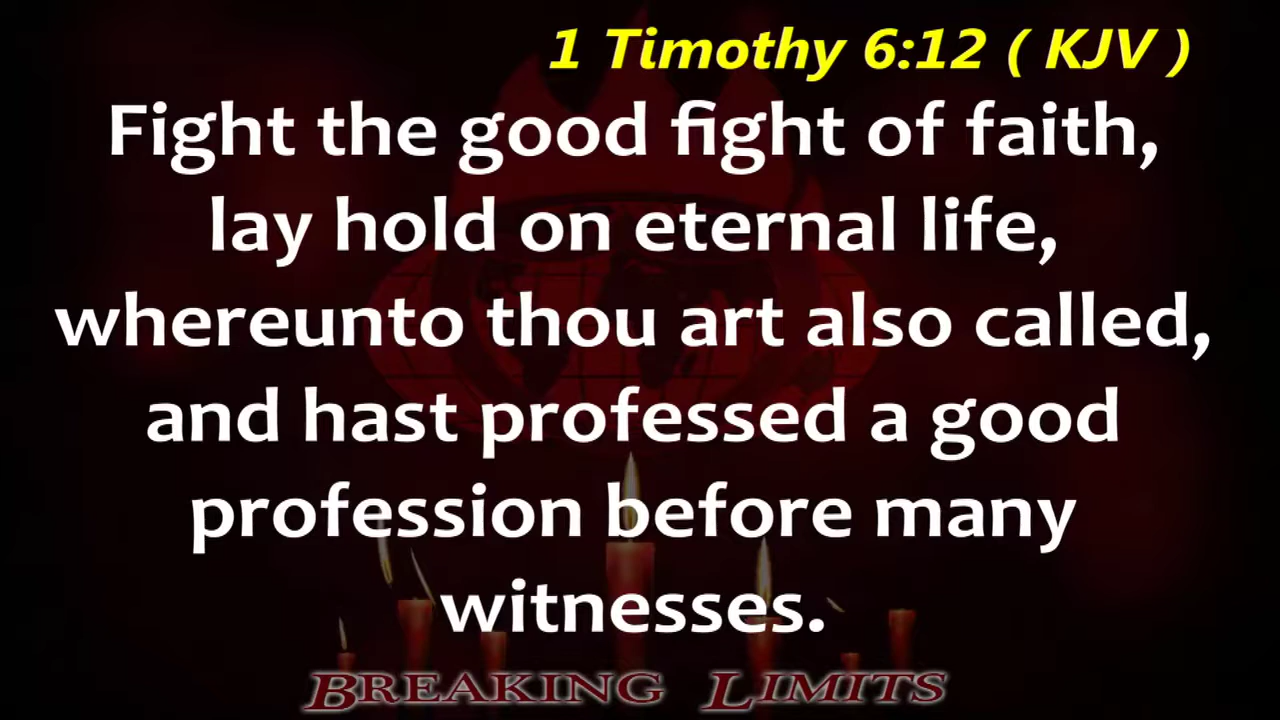 1 Timothy 6:12 ( KJV )
Fight the good fight of faith,
lay hold on eternal life,
whereunto thou art also called,
and hast professed a good
profession before many
witnesses.
BREAKING LIMITS